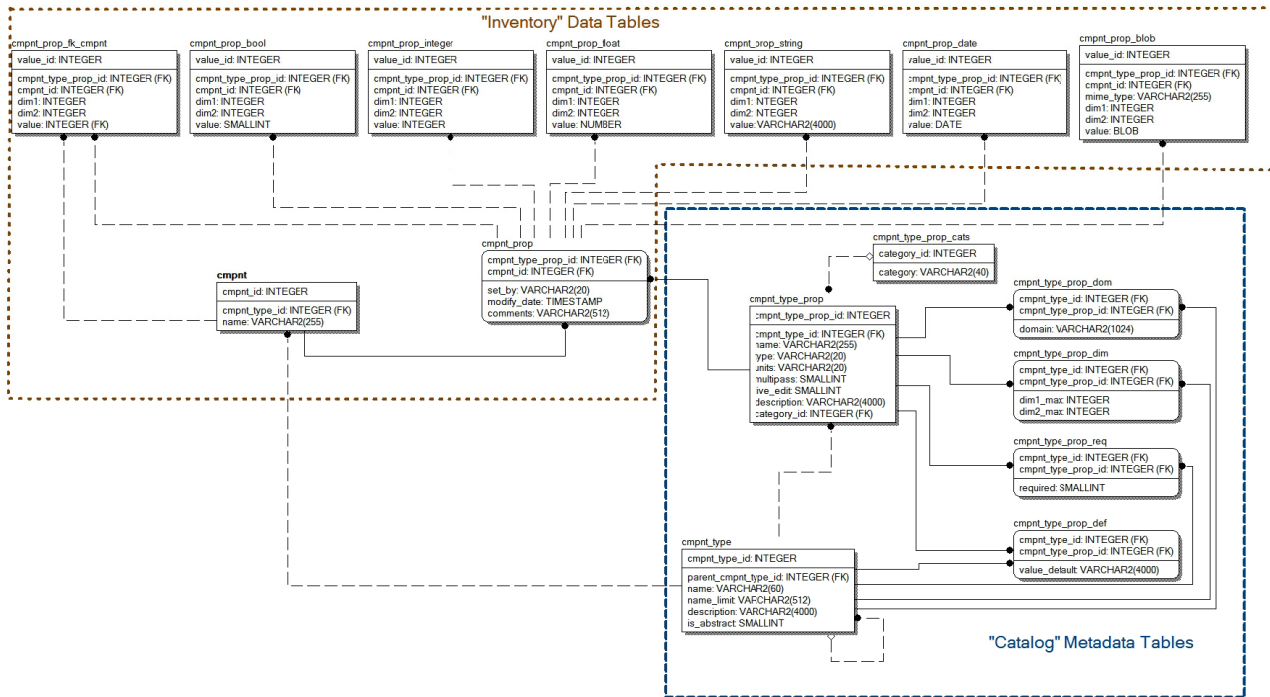 "Inventory" Data Tables
cmpnt_prop_fk_cmpnt
value_id: INTEGER
cmpnt_type_prop_id: INTEGER (FK)
cmpnt_id: INTEGER (FK)
dim1: INTEGER
dim2: INTEGER
value: INTEGER (FK)
cmpnt_prop_bool
value_id: INTEGER
cmpnt_type_prop_id: INTEGER (FK)
cmpnt_id: INTEGER (FK)
dim1: INTEGER
dim2: INTEGER
value: SMALLINT
cmpnt_prop_integer
value_id: INTEGER
cmpnt_type_prop_id: INTEGER (FK)
cmpnt_id: INTEGER (FK)
dim1: INTEGER
dim2: INTEGER
value: INTEGER
cmpnt_prop_float
value_id: INTEGER
cmpnt_type_prop_id: INTEGER (FK)
cmpnt_id: INTEGER (FK)
dim1: INTEGER
dim2: INTEGER
value: NUMBER
cmpnt_prop_string
value_id: INTEGER
cmpnt_type_prop_id: INTEGER (FK)
cmpnt_id: INTEGER (FK)
dim1: NTEGER
dim2: NTEGER
value:VARCHAR2(4000)
cmpnt_prop_date
value_id: INTEGER
cmpnt_type_prop_id: INTEGER (FK)
cmpnt_id: INTEGER (FK)
dim1: INTEGER
dim2: INTEGER
value: DATE
cmpnt_prop_blob
value_id: INTEGER
cmpnt_type_prop_id: INTEGER (FK)
cmpnt_id: INTEGER (FK)
mime_type: VARCHAR2(255)
dim1: INTEGER
dim2: INTEGER
value: BLOB
cmpnt_prop
cmpnt_type_prop_id: INTEGER (FK)
cmpnt_id: INTEGER (FK)
set_by: VARCHAR2(20)
modify_date: TIMESTAMP
comments: VARCHAR2(512)
cmpnt
cmpnt_id: INTEGER
cmpnt_type_id: INTEGER (FK)
name: VARCHAR2(255)
cmpnt_type_prop_cats
category_id: INTEGER
category: VARCHAR2(40)
cmpnt_type_prop
cmpnt_type_prop_id: INTEGER
cmpnt_type_id: INTEGER (FK)
name: VARCHAR2(255)
type: VARCHAR2(20)
units: VARCHAR2(20)
multipass: SMALLINT
live_edit: SMALLINT
description: VARCHAR2(4000)
category_id: INTEGER (FK)
cmpnt_type_prop_dom
cmpnt_type_id: INTEGER (FK)
cmpnt_type_prop_id: INTEGER (FK)
domain: VARCHAR2(1024)
cmpnt_type_prop_dim
cmpnt_type_id: INTEGER (FK)
cmpnt_type_prop_id: INTEGER (FK)
dim1_max: INTEGER
dim2_max: INTEGER
cmpnt_type_prop_req
cmpnt_type_id: INTEGER (FK)
cmpnt_type_prop_id: INTEGER (FK)
required: SMALLINT
cmpnt_type_prop_def
cmpnt_type_id: INTEGER (FK)
cmpnt_type_prop_id: INTEGER (FK)
value_default: VARCHAR2(4000)
cmpnt_type
cmpnt_type_id: INTEGER
parent_cmpnt_type_id: INTEGER (FK)
name: VARCHAR2(60)
name_limit: VARCHAR2(512)
description: VARCHAR2(4000)
is_abstract: SMALLINT
"Catalog" Metadata Tables